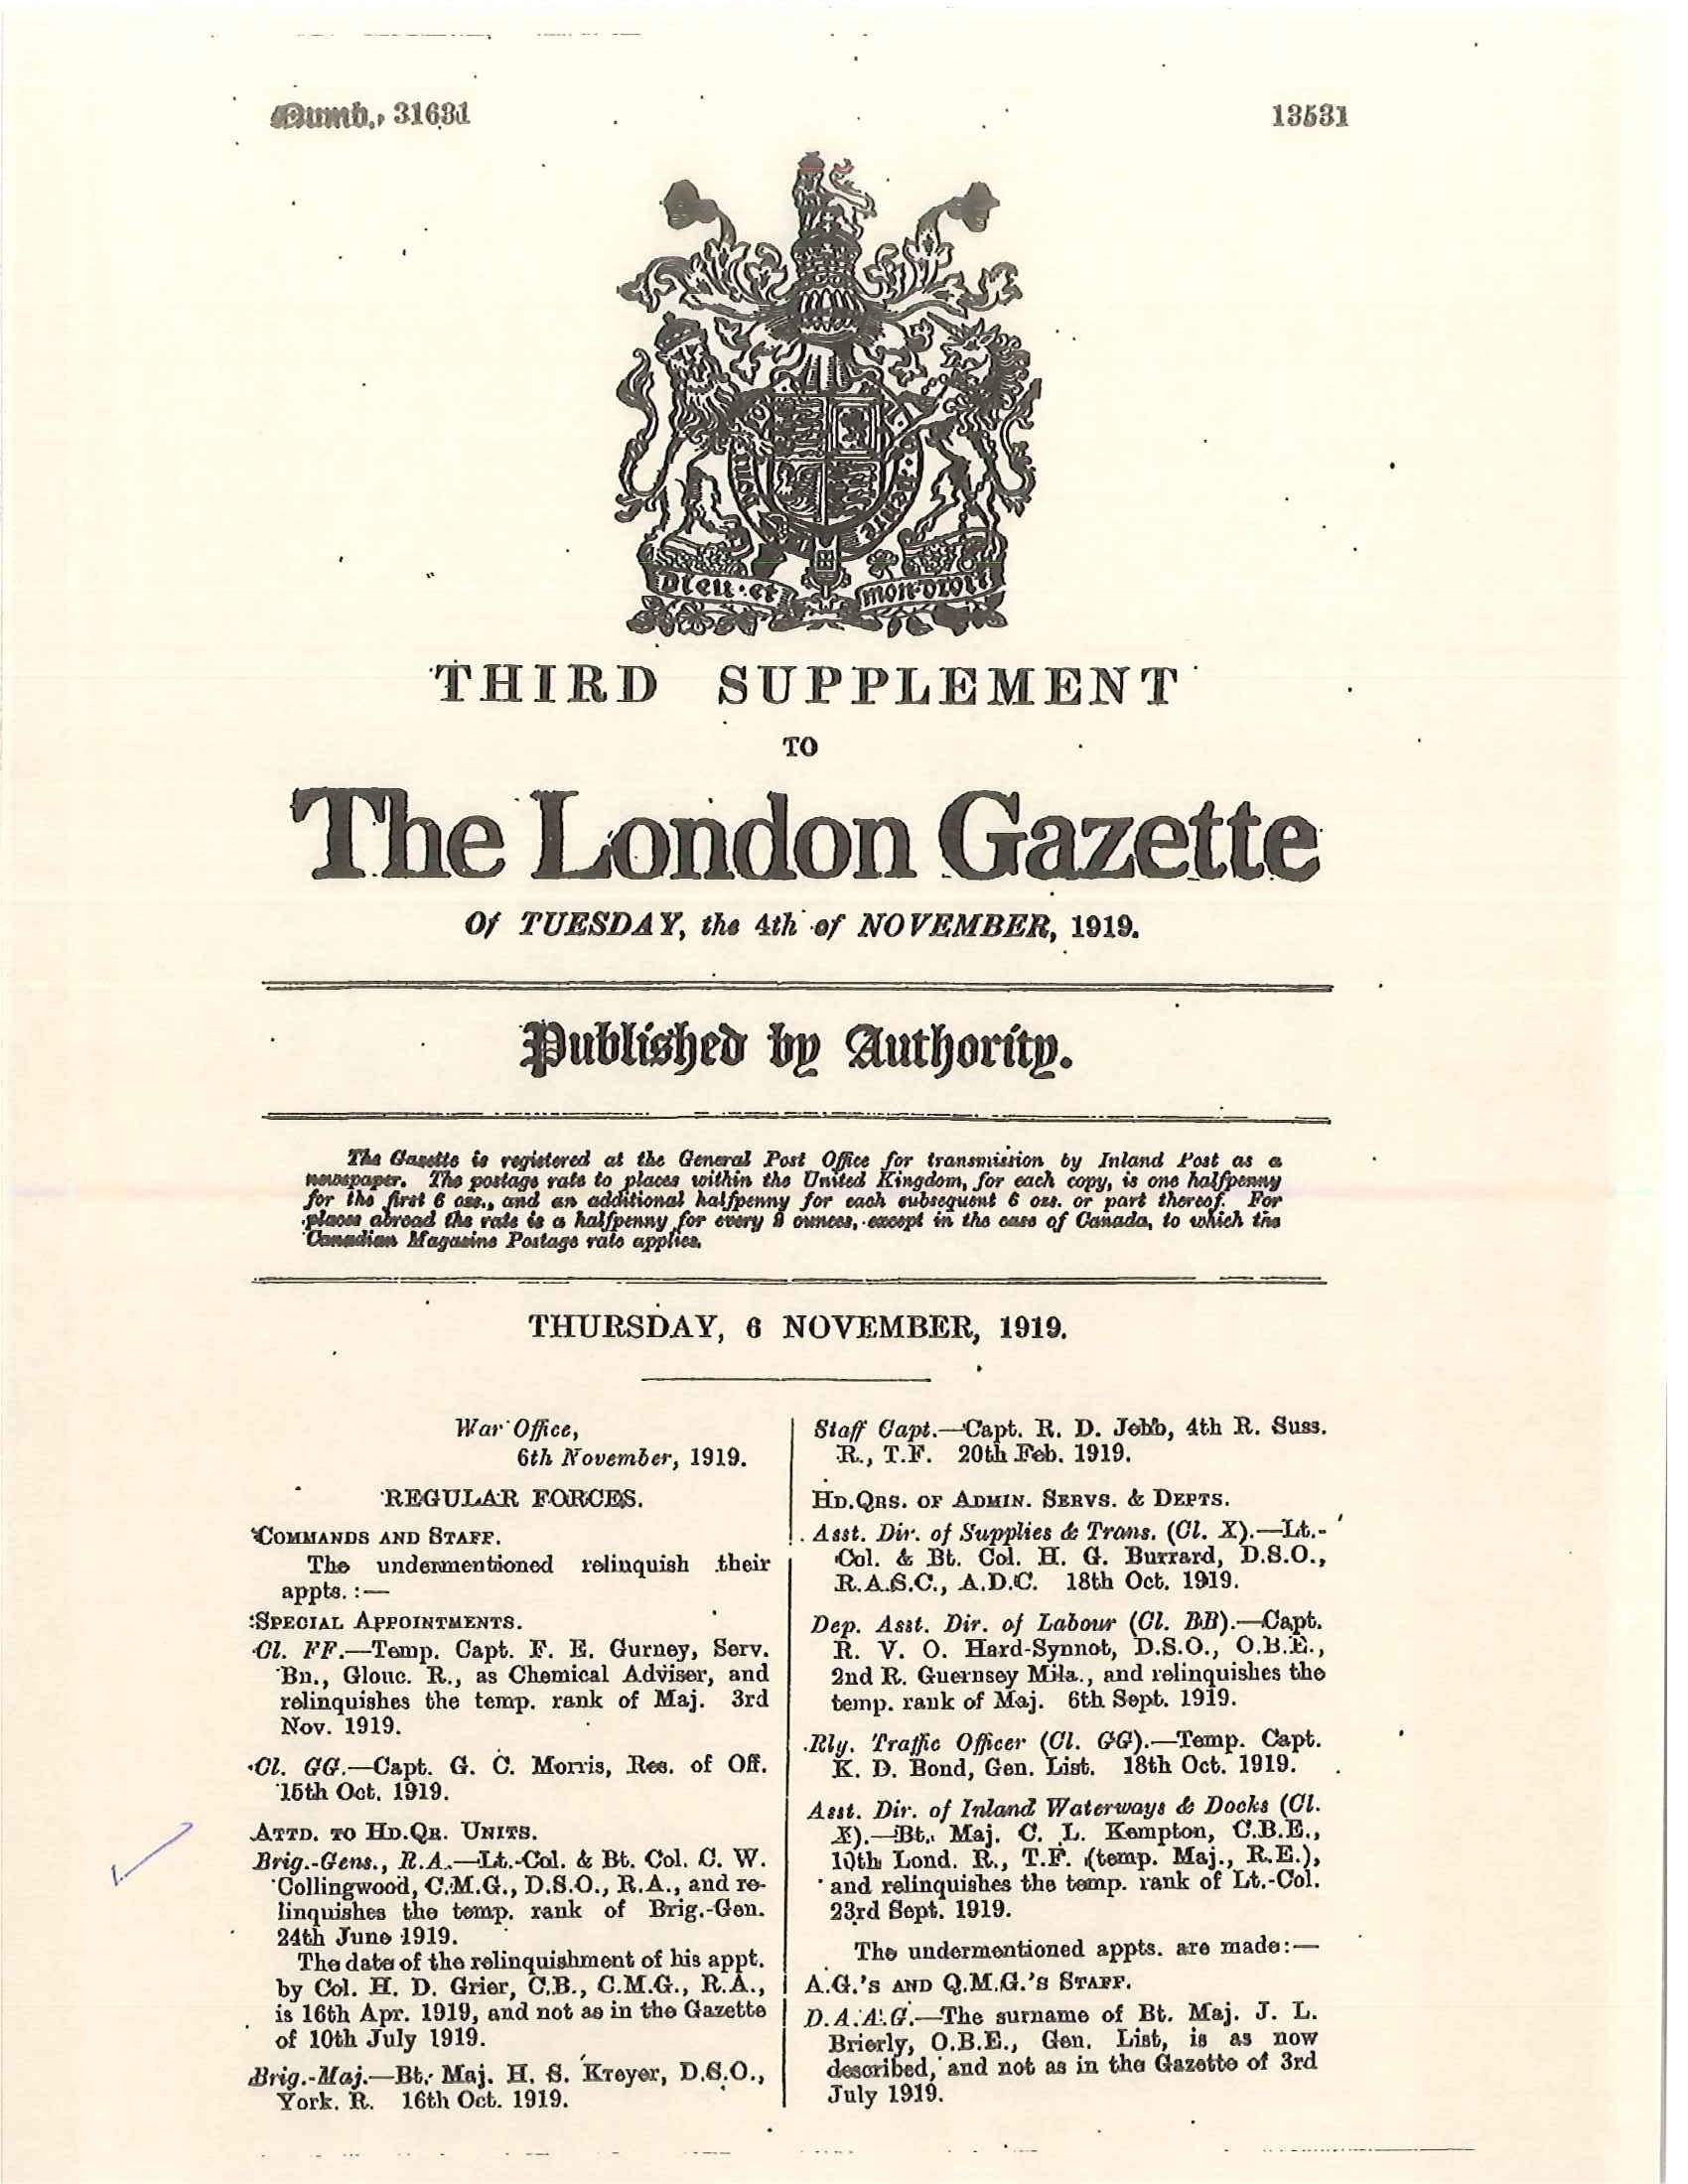 Numb. 31631
13531
DIEU·ET
MON·DROIT
THIRD SUPPLEMENT
TO
The London Gazette
Of TUESDAY, the 4th of NOVEMBER, 1919.
Published by Authority.
The Gazette is registered at the General Post Office for transmission by Inland Post as a
newspaper. The postage rate to places within the United Kingdom, for each copy, is one halfpenny
for the first 6 ozs., and an additional halfpenny for each subsequent 6 ozs. or part thereof. For
places abroad the rate is a halfpenny for every 2 ounces, except in the case of Canada, to which the
Canadian Magazine Postage rate applies.
THURSDAY, 6 NOVEMBER, 1919.
War Office,
6th November, 1919.
REGULAR FORCES.
COMMANDS AND STAFF.
The undermentioned relinquish their
appts.:—
SPECIAL APPOINTMENTS.
Cl. FF.—Temp. Capt. F. E. Gurney, Serv.
Bn., Glouc. R., as Chemical Adviser, and
relinquishes the temp. rank of Maj. 3rd
Nov. 1919.
Cl. GG.—Capt. G. C. Morris, Res. of Off.
15th Oct. 1919.
ATTD. TO HD.QR. UNITS.
Brig.-Gens., R.A.—Lt.-Col. & Bt. Col. C. W.
Collingwood, C.M.G., D.S.O., R.A., and re-
linquishes the temp. rank of Brig.-Gen.
24th June 1919.
The date of the relinquishment of his appt.
by Col. H. D. Grier, C.B., C.M.G., R.A.,
is 16th Apr. 1919, and not as in the Gazette
of 10th July 1919.
Brig.-Maj.—Bt. Maj. H. S. Kreyer, D.S.O.,
York. R. 16th Oct. 1919.
Staff Capt.—Capt. R. D. Jebb, 4th R. Suss.
R., T.F. 20th Feb. 1919.
HD.QRS. OF ADMIN. SERVS. & DEPTS.
Asst. Dir. of Supplies & Trans. (Cl. X).—Lt.-
Col. & Bt. Col. H. G. Burrard, D.S.O.,
R.A.S.C., A.D.C. 18th Oct. 1919.
Dep. Asst. Dir. of Labour (Cl. BB).—Capt.
R. V. O. Hard-Synnot, D.S.O., O.B.E.,
2nd R. Guernsey Mila., and relinquishes the
temp. rank of Maj. 6th Sept. 1919.
Rly. Traffic Officer (Cl. GG).—Temp. Capt.
K. D. Bond, Gen. List. 18th Oct. 1919.
Asst. Dir. of Inland Waterways & Docks (Cl.
X).—Bt. Maj. C. L. Kempton, C.B.E.,
10th Lond. R., T.F. (temp. Maj., R.E.),
and relinquishes the temp. rank of Lt.-Col.
23rd Sept. 1919.
The undermentioned appts. are made:—
A.G.'S AND Q.M.G.'S STAFF.
D.A.A.G.—The surname of Bt. Maj. J. L.
Brierly, O.B.E., Gen. List, is as now
described, and not as in the Gazette of 3rd
July 1919.